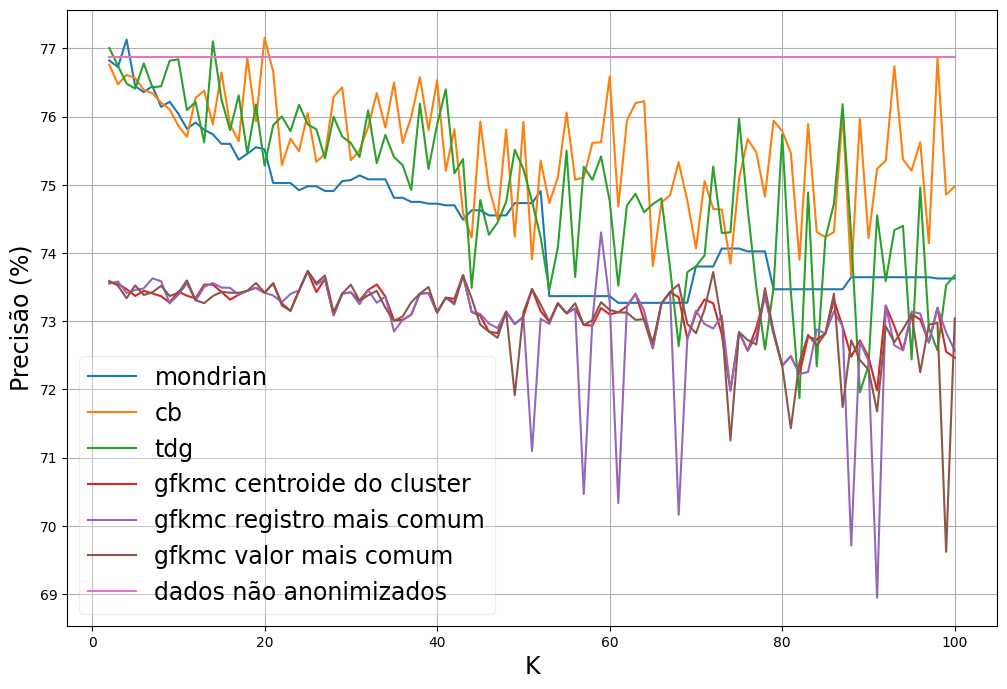 77
76
75
74
73
72
71
70
69
Precisão (%)
mondrian
cb
tdg
gfkmc centroide do cluster
gfkmc registro mais comum
gfkmc valor mais comum
dados não anonimizados
0 20 40 60 80 100
K